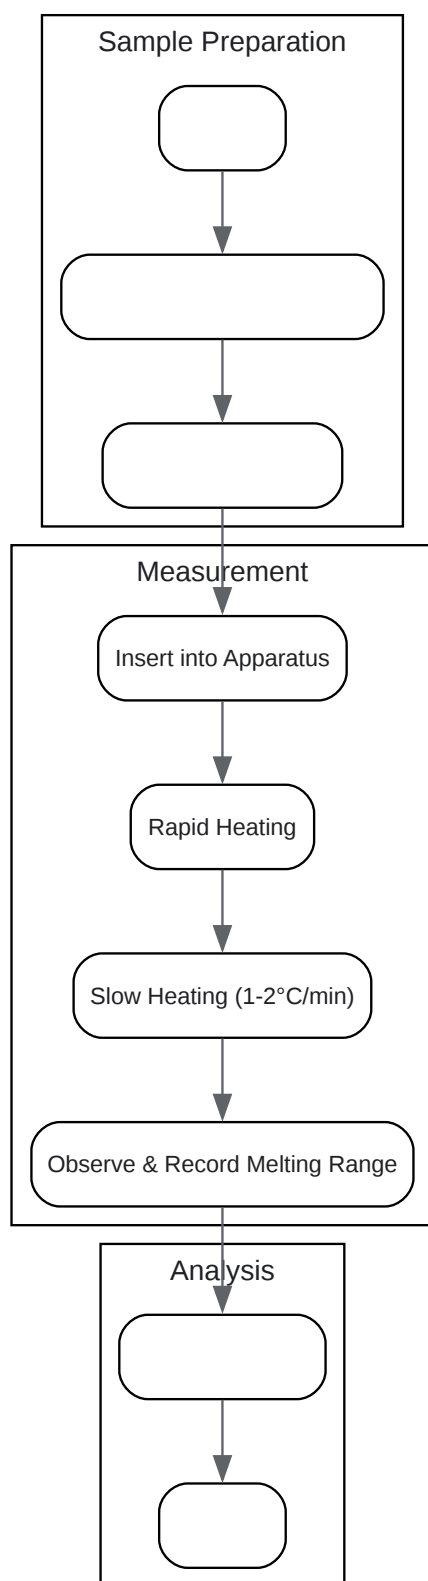 Sample Preparation
Measurement
Insert into Apparatus
Rapid Heating
Slow Heating (1-2°C/min)
Observe & Record Melting Range
Analysis